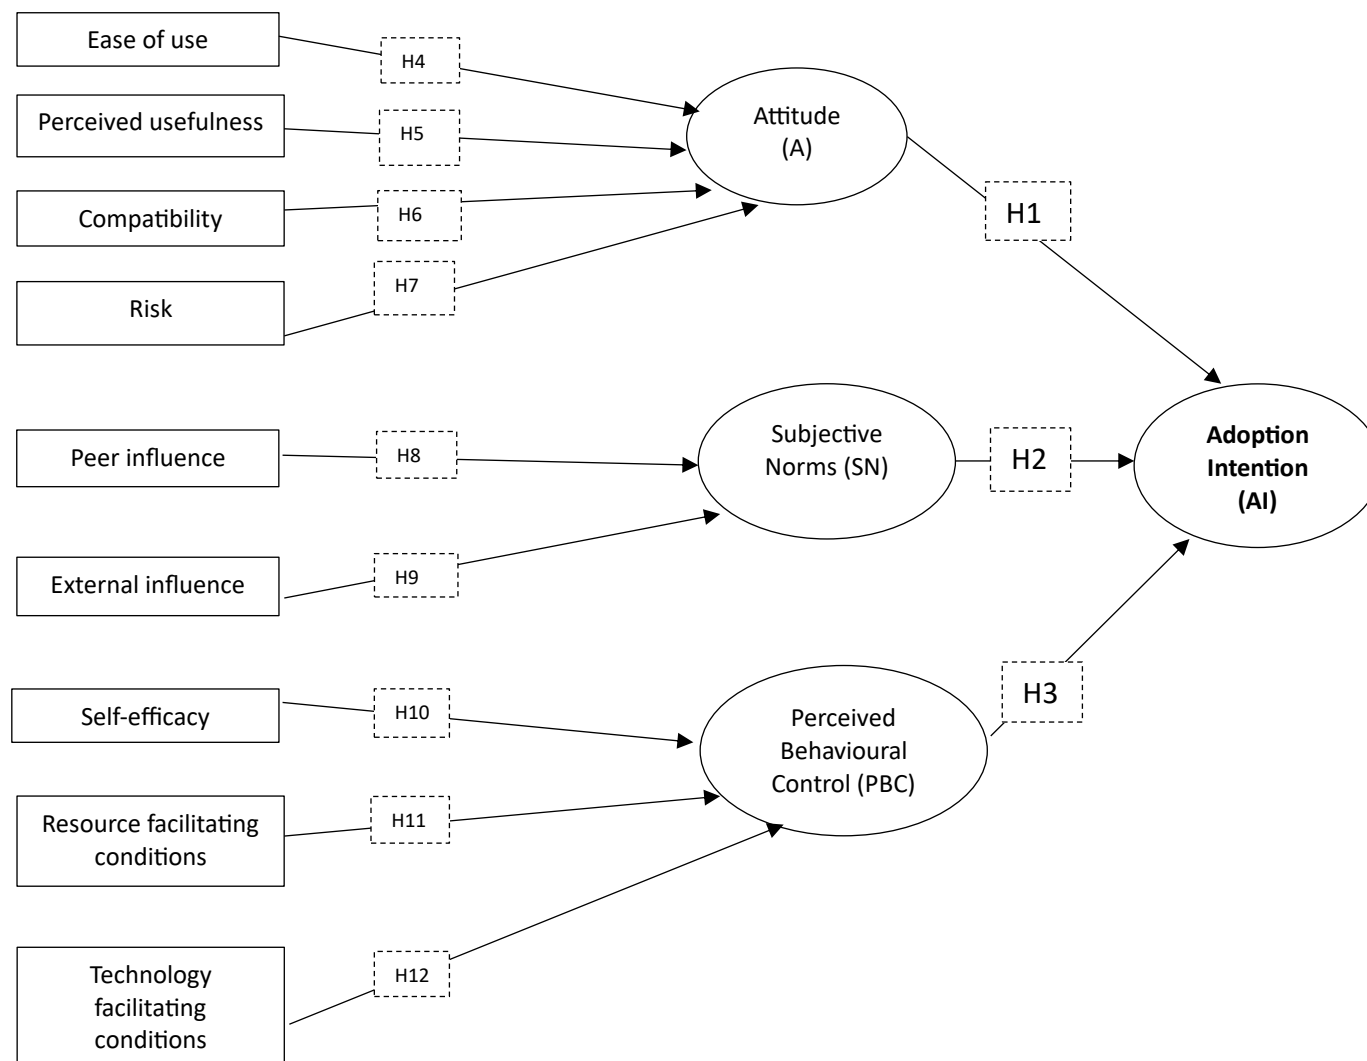 Ease of use
H4
Perceived usefulness
H5
Compatibility
H6
Risk
H7
Attitude
(A)
H1
Peer influence
H8
External influence
H9
Subjective
Norms (SN)
H2
Adoption
Intention
(AI)
Self-efficacy
H10
Resource facilitating
conditions
H11
Technology
facilitating
conditions
H12
Perceived
Behavioural
Control (PBC)
H3